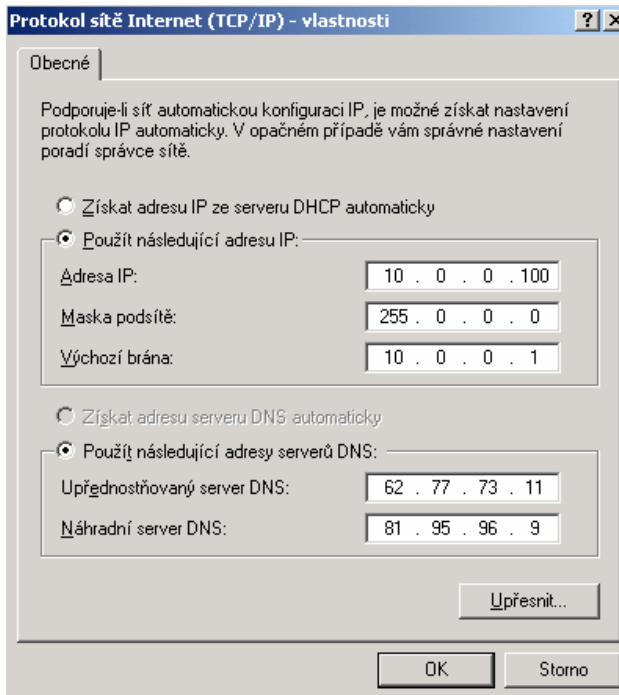 Protokol sítě Internet (TCP/IP) - vlastnosti
Obecné
Podporuje-li síť automatickou konfiguraci IP, je možné získat nastavení
protokolu IP automaticky. V opačném případě vám správné nastavení
poradí správce sítě.
Získat adresu IP ze serveru DHCP automaticky
Použít následující adresu IP:
Adresa IP: 10 . 0 . 0 . 100
Maska podsítě: 255 . 0 . 0 . 0
Výchozí brána: 10 . 0 . 0 . 1
Získat adresu serveru DNS automaticky
Použít následující adresy serverů DNS:
Upřednostňovaný server DNS: 62 . 77 . 73 . 11
Náhradní server DNS: 81 . 95 . 96 . 9
Upřesnit...
OK Storno